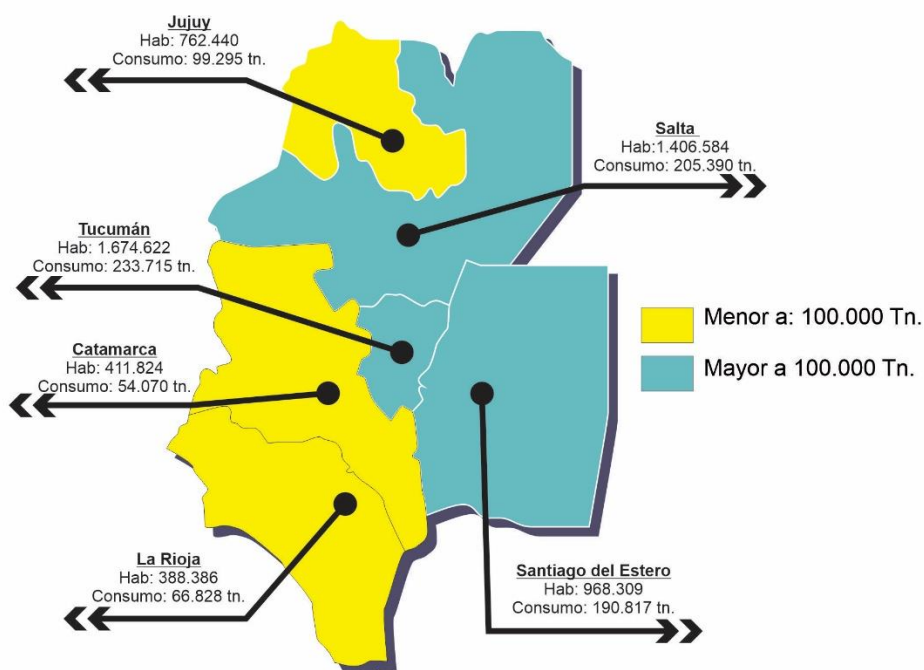 Jujuy
Hab: 762.440
Consumo: 99.295 tn.
Salta
Hab:1.406.584
Consumo: 205.390 tn.
Tucumán
Hab: 1.674.622
Consumo: 233.715 tn.
Menor a: 100.000 Tn.
Mayor a 100.000 Tn.
Catamarca
Hab: 411.824
Consumo: 54.070 tn.
La Rioja
Hab: 388.386
Consumo: 66.828 tn.
Santiago del Estero
Hab: 968.309
Consumo: 190.817 tn.